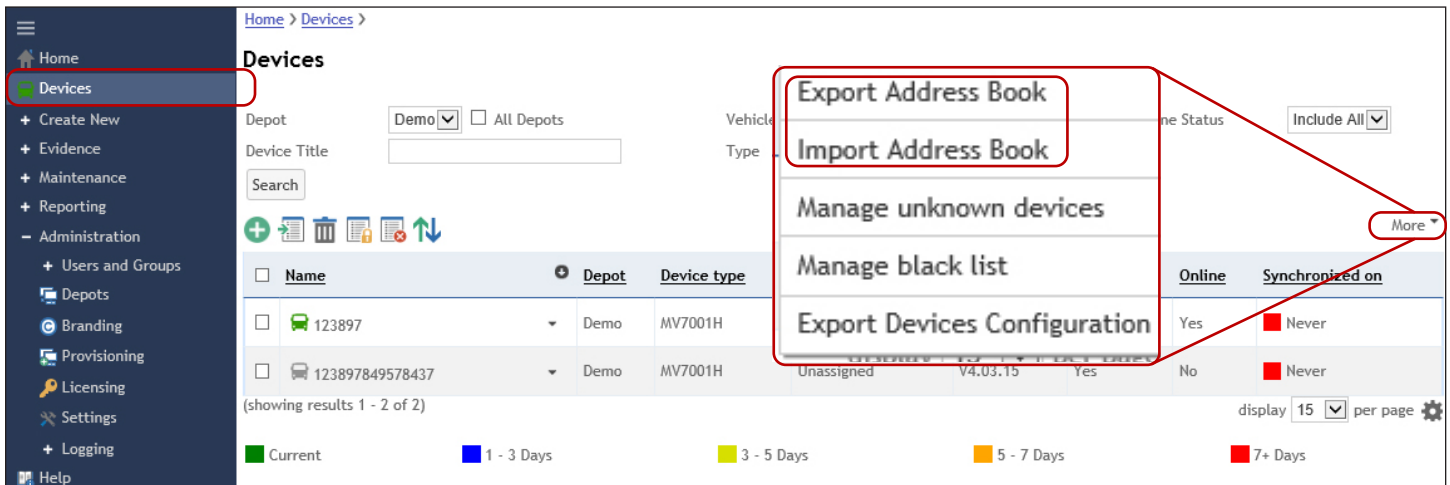 Home > Devices >
Home
Devices
+ Create New
+ Evidence
+ Maintenance
+ Reporting
− Administration
+ Users and Groups
Depots
Branding
Provisioning
Licensing
Settings
+ Logging
Help
Devices
Depot Demo All Depots Vehicle ne Status Include All
Device Title Type
Search
Export Address Book
Import Address Book
Manage unknown devices
Manage black list
Export Devices Configuration
More
Name Depot Device type Online Synchronized on
123897 Demo MV7001H Yes Never
123897849578437 Demo MV7001H Unassigned V4.03.15 Yes No Never
(showing results 1 - 2 of 2)
display 15 per page
Current 1 - 3 Days 3 - 5 Days 5 - 7 Days 7+ Days